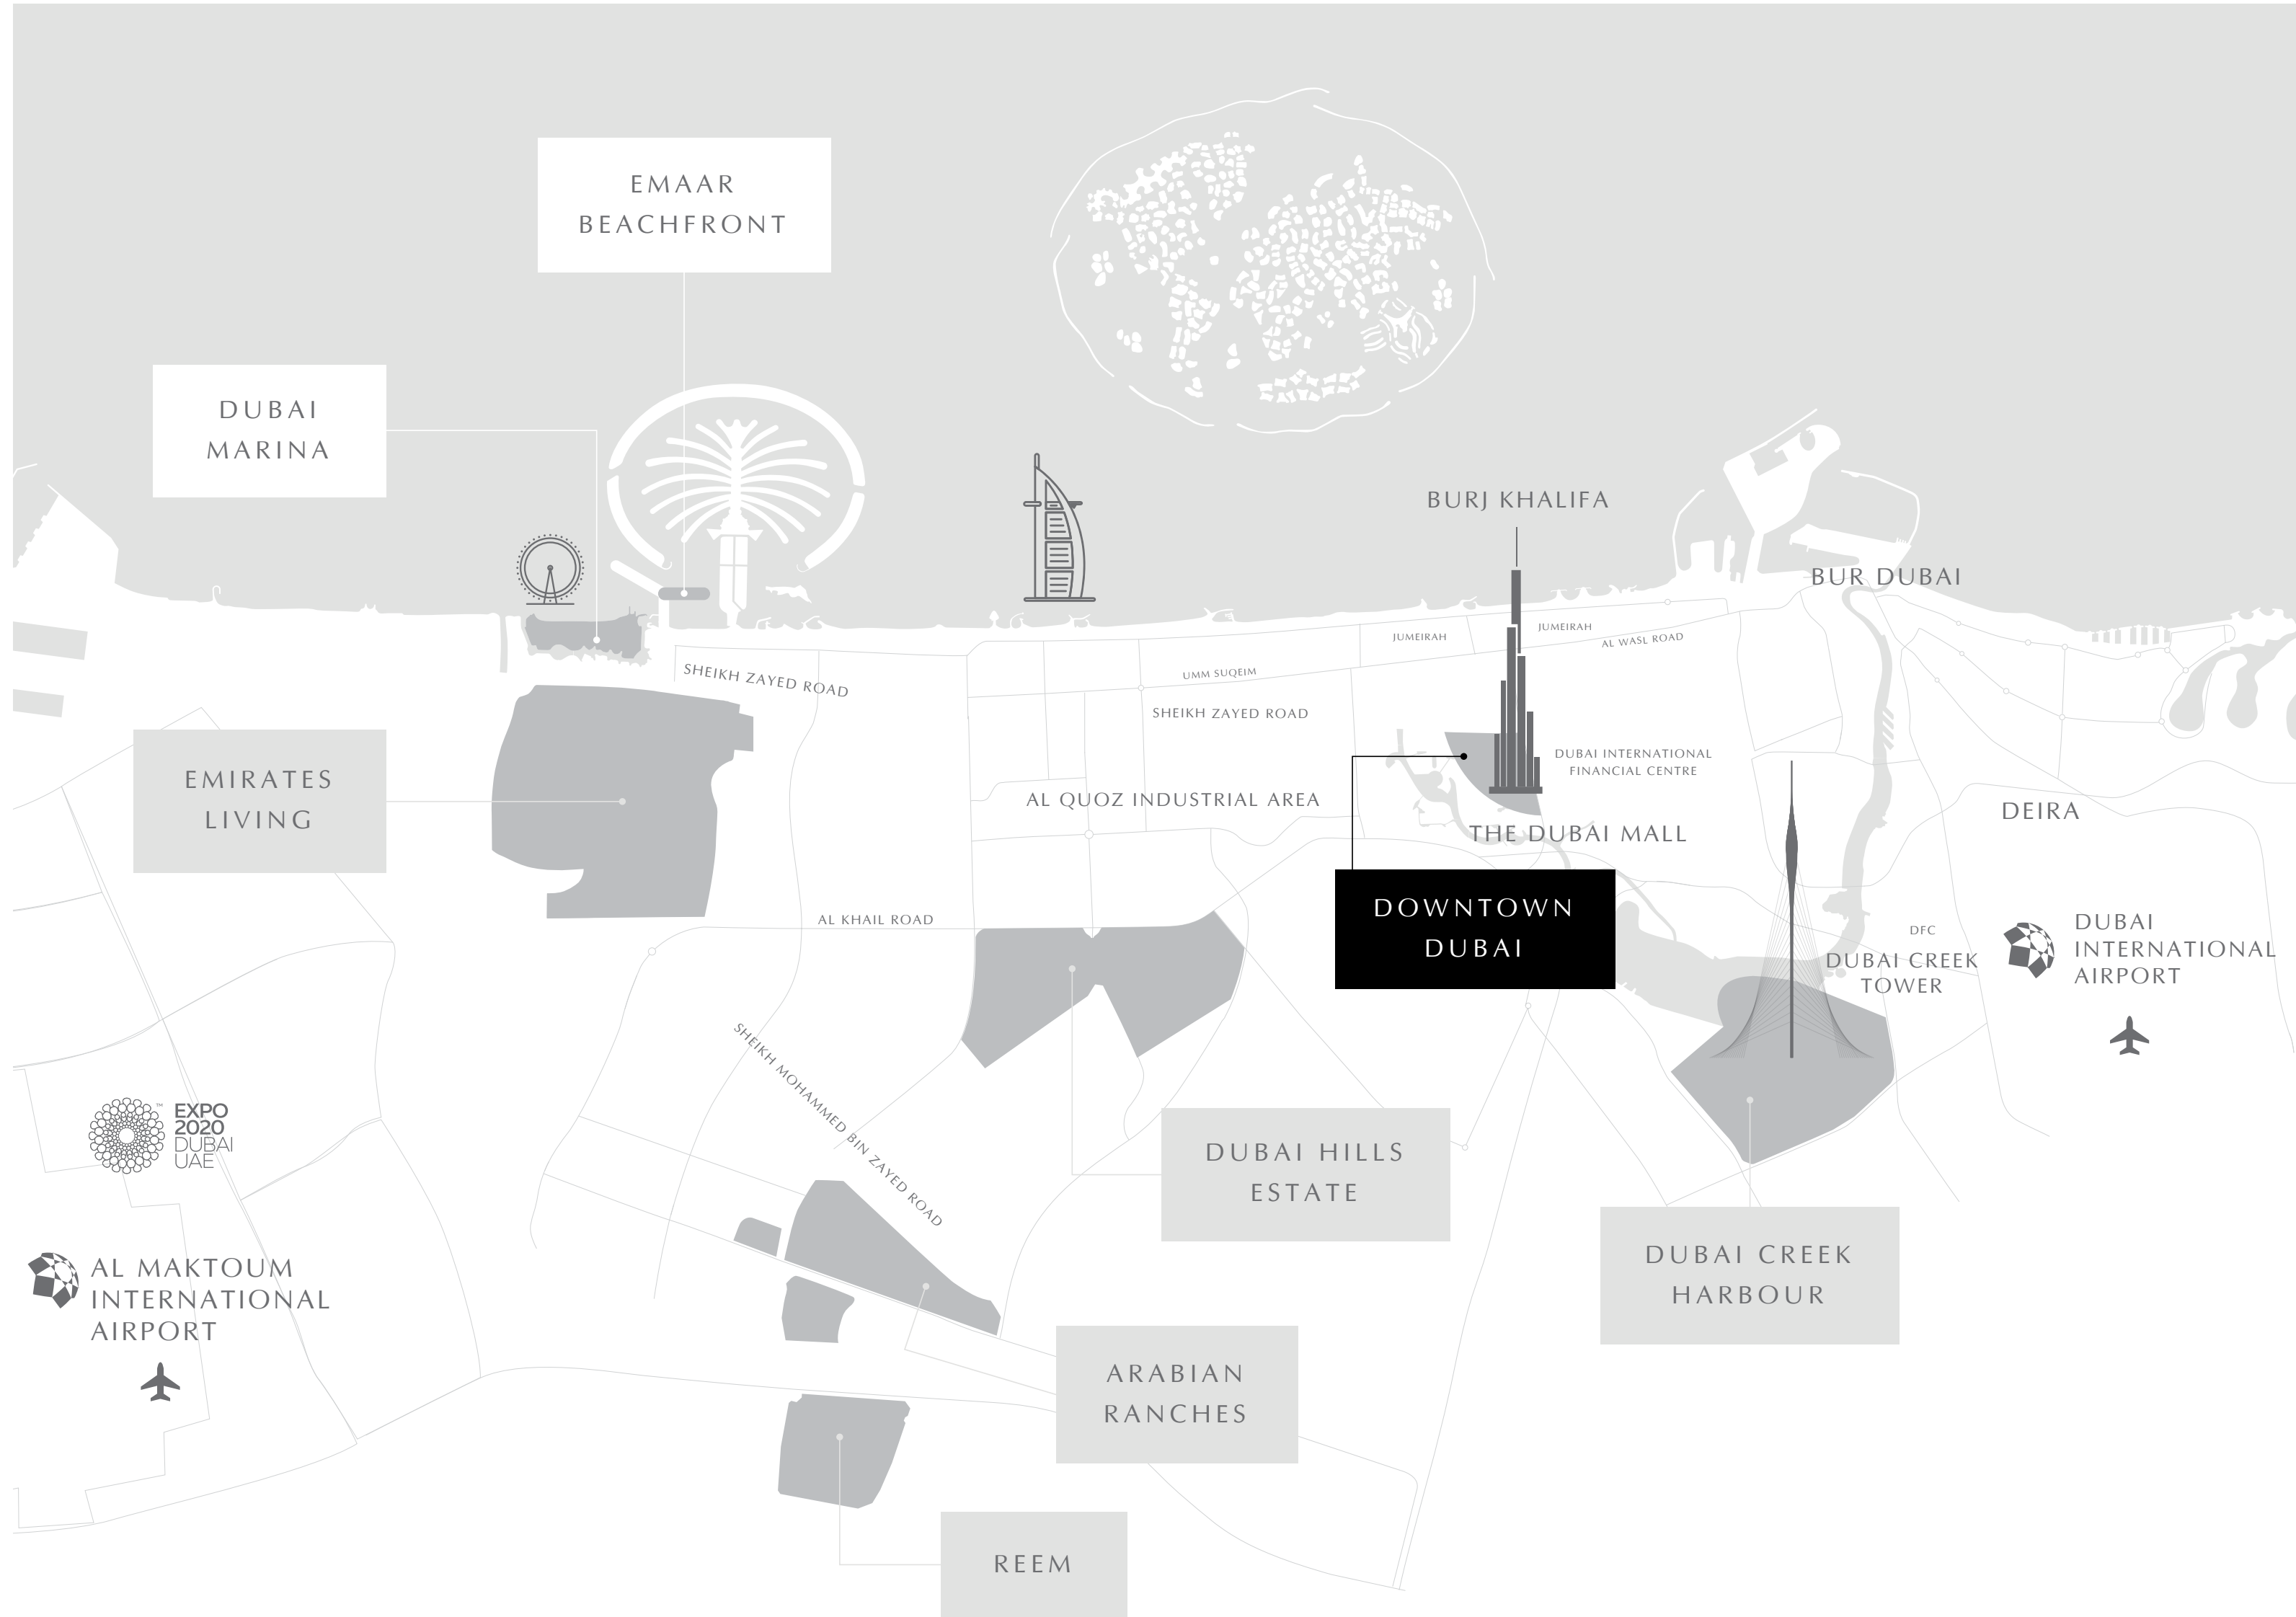 EMAAR
BEACHFRONT
DUBAI
MARINA
BURJ KHALIFA
BUR DUBAI
JUMEIRAH
JUMEIRAH
AL WASL ROAD
UMM SUQEIM
SHEIKH ZAYED ROAD
SHEIKH ZAYED ROAD
DUBAI INTERNATIONAL
FINANCIAL CENTRE
EMIRATES
LIVING
AL QUOZ INDUSTRIAL AREA
THE DUBAI MALL
DEIRA
DOWNTOWN
DUBAI
AL KHAIL ROAD
DFC
DUBAI CREEK
TOWER
DUBAI
INTERNATIONAL
AIRPORT
SHEIKH MOHAMMED BIN ZAYED ROAD
EXPO
2020
DUBAI
UAE
™
DUBAI HILLS
ESTATE
DUBAI CREEK
HARBOUR
AL MAKTOUM
INTERNATIONAL
AIRPORT
ARABIAN
RANCHES
REEM